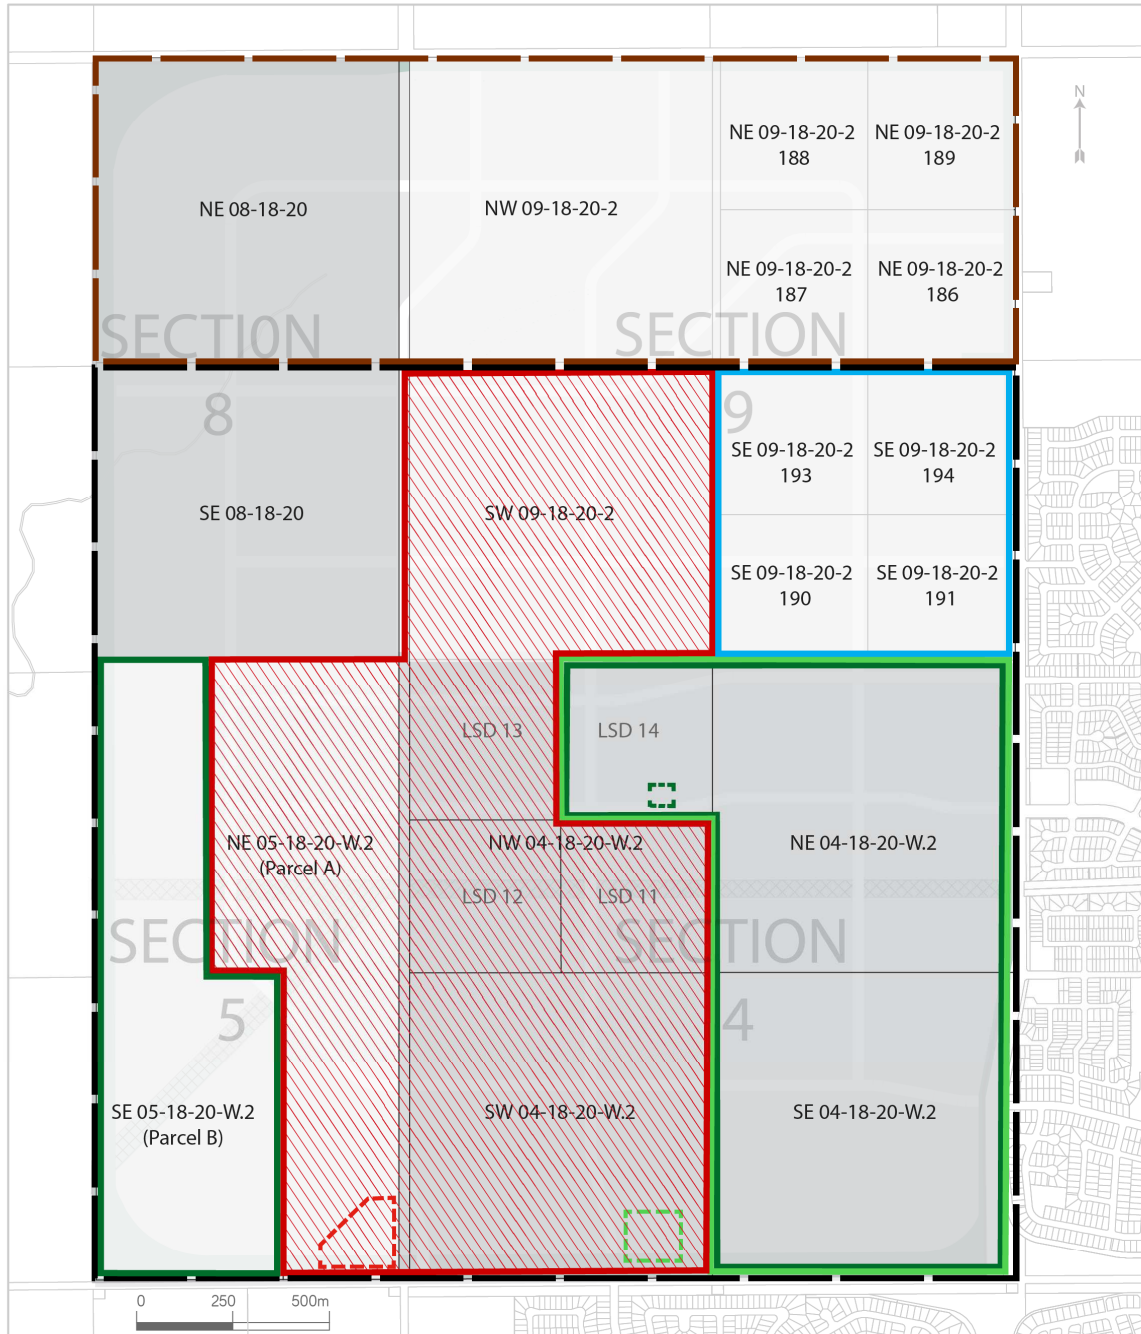 N
NE 09-18-20-2
188
NE 09-18-20-2
189
NE 08-18-20
NW 09-18-20-2
NE 09-18-20-2
187
NE 09-18-20-2
186
SECTI0N
SECTION
8
9
SE 09-18-20-2
193
SE 09-18-20-2
194
SE 08-18-20
SW 09-18-20-2
SE 09-18-20-2
190
SE 09-18-20-2
191
LSD 13
LSD 14
NE 05-18-20-W.2
(Parcel A)
NW 04-18-20-W.2
NE 04-18-20-W.2
LSD 12
LSD 11
SECTION
SECTION
5
4
SE 05-18-20-W.2
(Parcel B)
SW 04-18-20-W.2
SE 04-18-20-W.2
0 250 500m